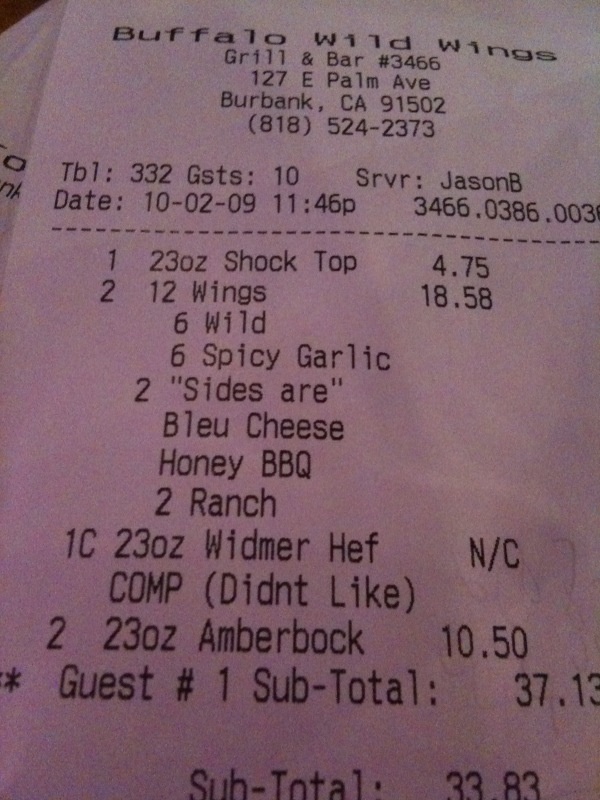 Buffalo Wild Wings
Grill & Bar #3466
127 E Palm Ave
Burbank, CA 91502
(818) 524-2373
Tbl: 332 Gsts: 10 Srvr: JasonB
Date: 10-02-09 11:46p 3466.0386.003
1 23oz Shock Top 4.75
2 12 Wings 18.58
6 Wild
6 Spicy Garlic
2 "Sides are"
Bleu Cheese
Honey BBQ
2 Ranch
1C 23oz Widmer Hef N/C
COMP (Didnt Like)
2 23oz Amberbock 10.50
** Guest # 1 Sub-Total: 37.13
Sub-Total: 33.83